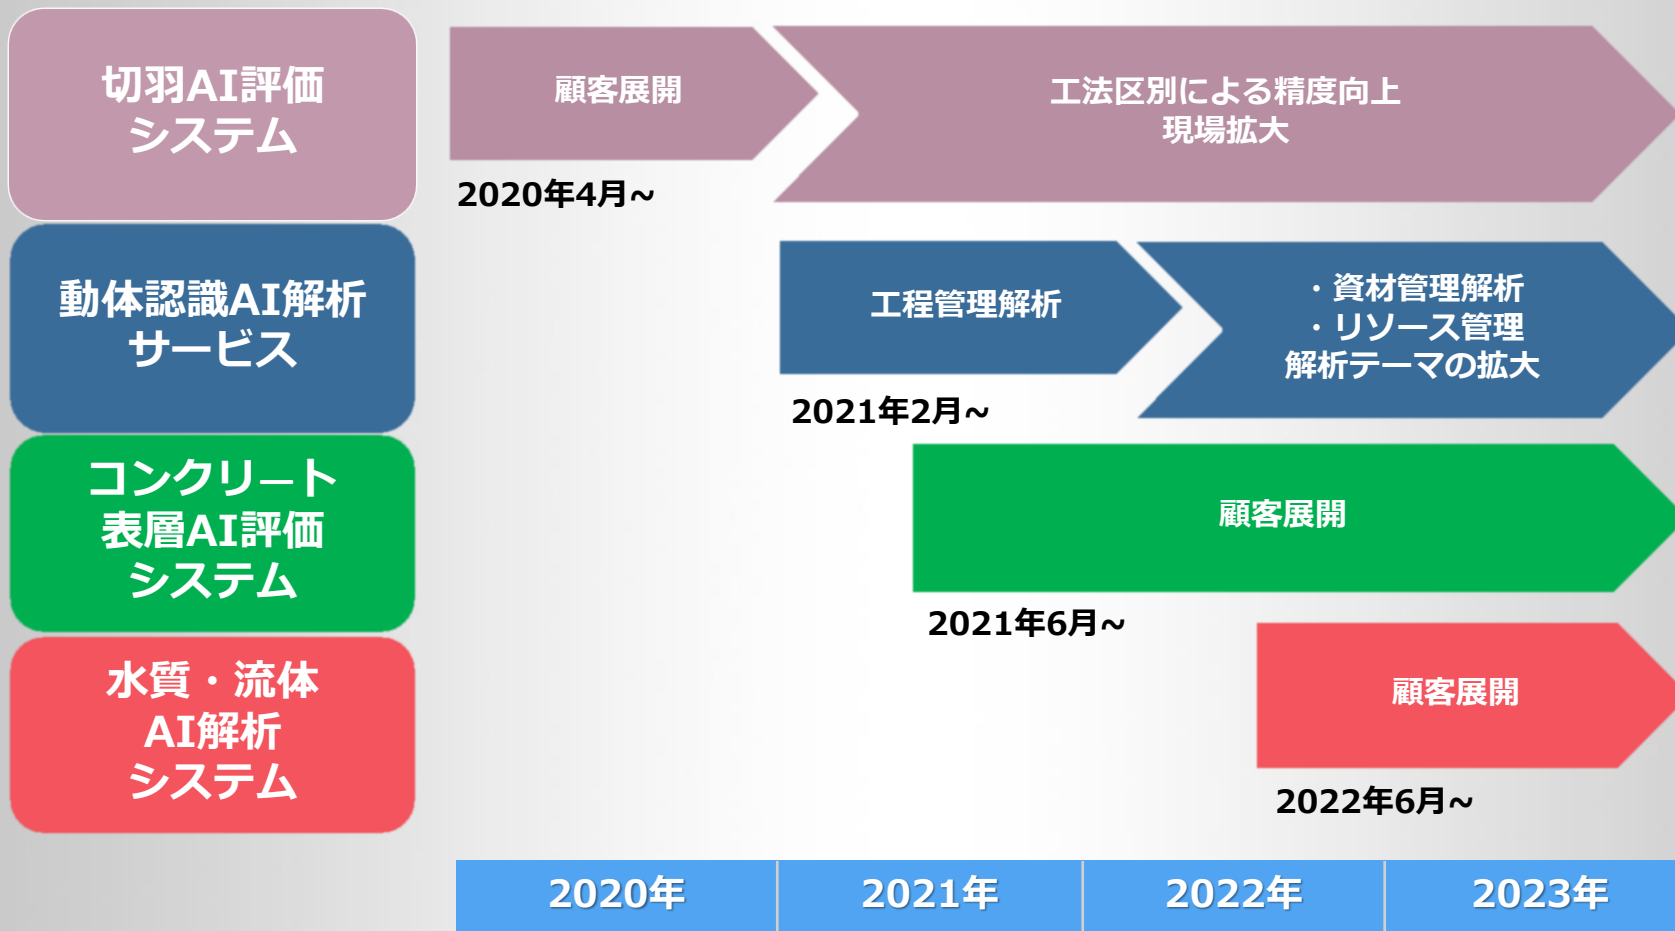 切羽AI評価
システム
顧客展開
2020年4月~
工法区別による精度向上
現場拡大
動体認識AI解析
サービス
工程管理解析
2021年2月~
・資材管理解析
・リソース管理
解析テーマの拡大
コンクリート
表層AI評価
システム
顧客展開
2021年6月~
水質・流体
AI解析
システム
顧客展開
2022年6月~
2020年
2021年
2022年
2023年